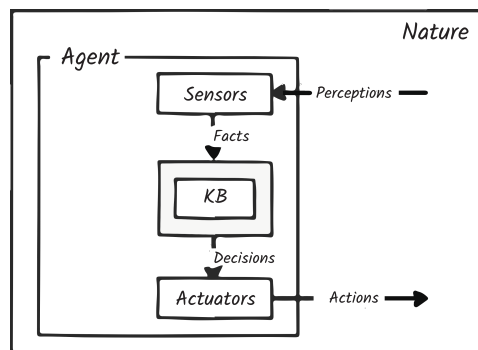 Nature
Agent
Sensors
Perceptions
Facts
KB
Decisions
Actuators
Actions